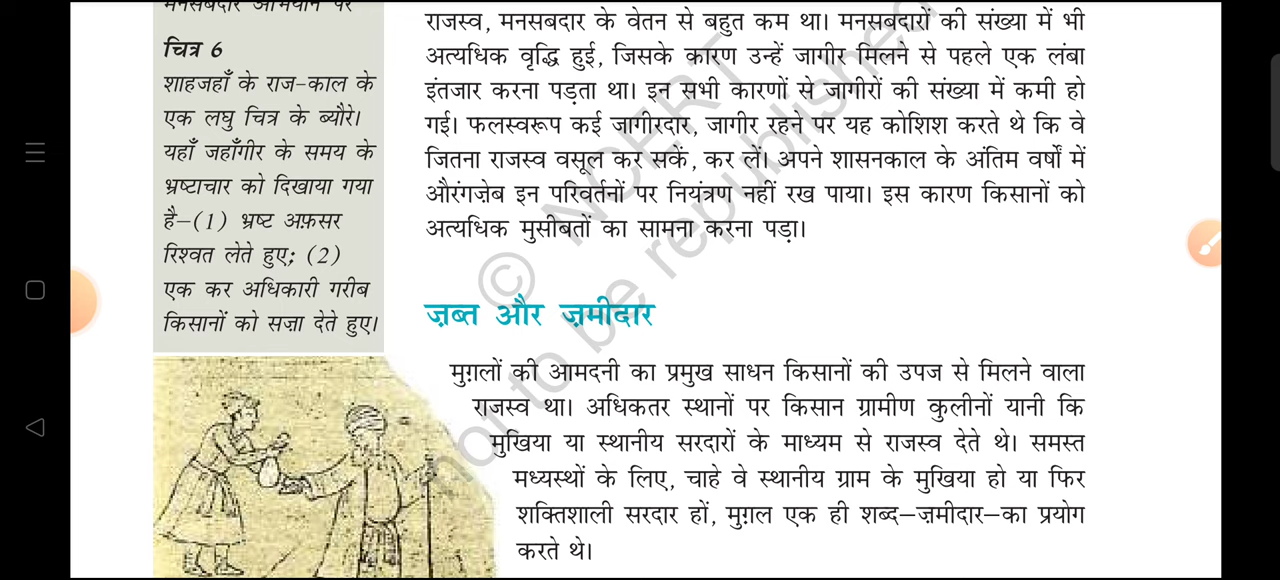 चित्र 6
शाहजहाँ के राज-काल के
एक लघु चित्र के ब्यौरे।
यहाँ जहाँगीर के समय के
भ्रष्टाचार को दिखाया गया
है–(1) भ्रष्ट अफ़सर
रिश्वत लेते हुए; (2)
एक कर अधिकारी गरीब
किसानों को सज़ा देते हुए।
राजस्व, मनसबदार के वेतन से बहुत कम था। मनसबदारों की संख्या में भी
अत्यधिक वृद्धि हुई, जिसके कारण उन्हें जागीर मिलने से पहले एक लंबा
इंतजार करना पड़ता था। इन सभी कारणों से जागीरों की संख्या में कमी हो
गई। फलस्वरूप कई जागीरदार, जागीर रहने पर यह कोशिश करते थे कि वे
जितना राजस्व वसूल कर सकें, कर लें। अपने शासनकाल के अंतिम वर्षों में
औरंगज़ेब इन परिवर्तनों पर नियंत्रण नहीं रख पाया। इस कारण किसानों को
अत्यधिक मुसीबतों का सामना करना पड़ा।
ज़ब्त और ज़मीदार
मुग़लों की आमदनी का प्रमुख साधन किसानों की उपज से मिलने वाला
राजस्व था। अधिकतर स्थानों पर किसान ग्रामीण कुलीनों यानी कि
मुखिया या स्थानीय सरदारों के माध्यम से राजस्व देते थे। समस्त
मध्यस्थों के लिए, चाहे वे स्थानीय ग्राम के मुखिया हो या फिर
शक्तिशाली सरदार हों, मुग़ल एक ही शब्द–ज़मीदार–का प्रयोग
करते थे।
© NCERT
not to be republished